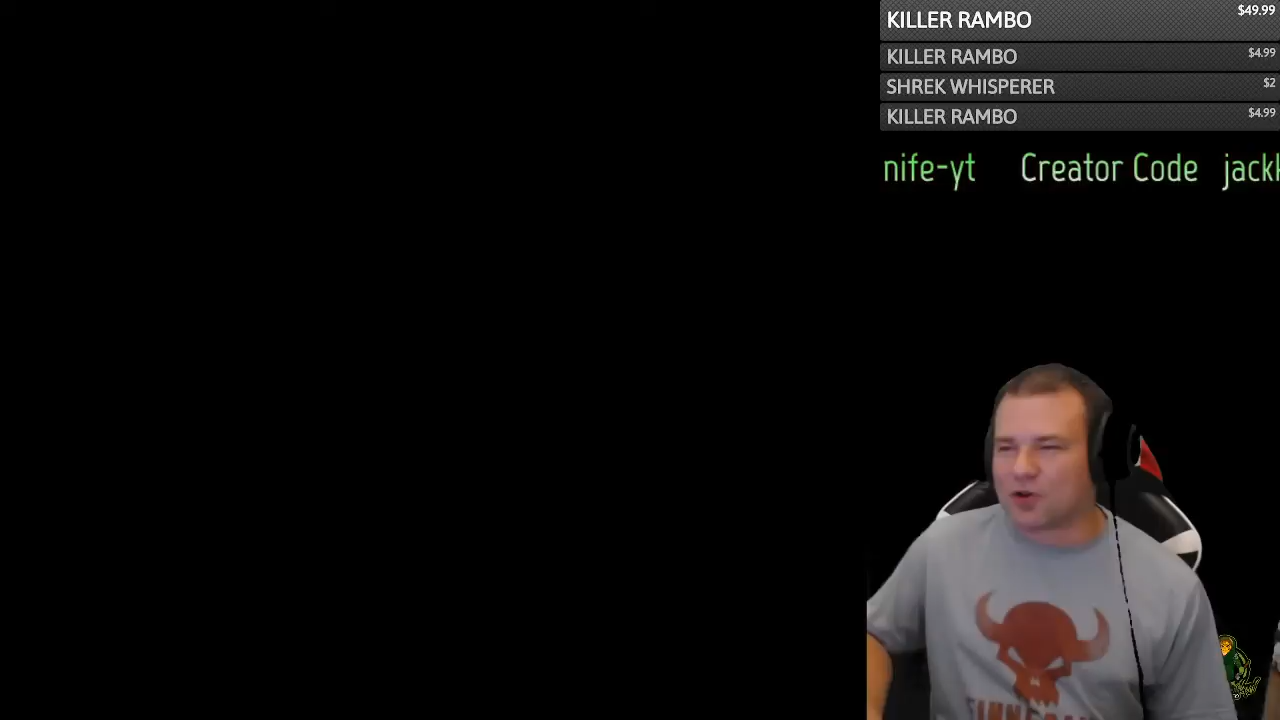 KILLER RAMBO $49.99
KILLER RAMBO $4.99
SHREK WHISPERER $2
KILLER RAMBO $4.99
nife-yt Creator Code jackk